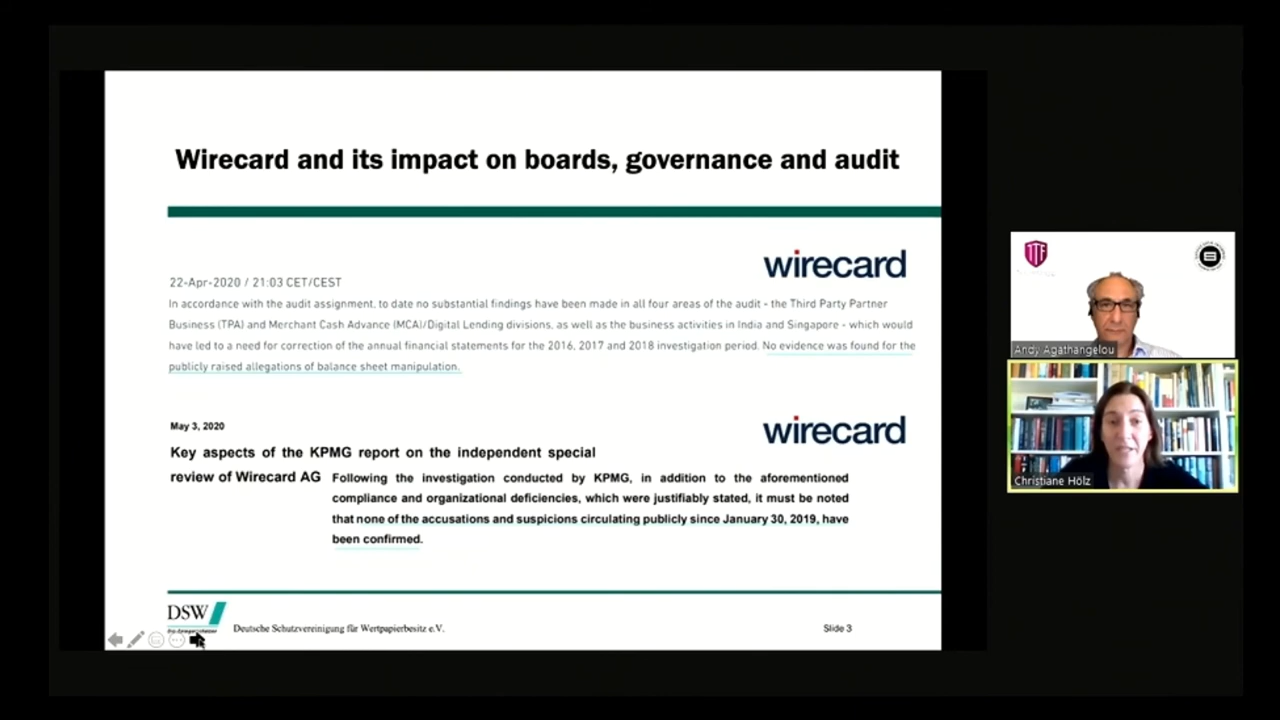 Wirecard and its impact on boards, governance and audit
wirecard
22-Apr-2020 / 21:03 CET/CEST
In accordance with the audit assignment, to date no substantial findings have been made in all four areas of the audit - the Third Party Partner
Business (TPA) and Merchant Cash Advance (MCA)/Digital Lending divisions, as well as the business activities in India and Singapore - which would
have led to a need for correction of the annual financial statements for the 2016, 2017 and 2018 investigation period. No evidence was found for the
publicly raised allegations of balance sheet manipulation.
May 3, 2020
wirecard
Key aspects of the KPMG report on the independent special
review of Wirecard AG
Following the investigation conducted by KPMG, in addition to the aforementioned
compliance and organizational deficiencies, which were justifiably stated, it must be noted
that none of the accusations and suspicions circulating publicly since January 30, 2019, have
been confirmed.
DSW
Deutsche Schutzvereinigung für Wertpapierbesitz e.V.
Slide 3
TTF
Andy Agathangelou
Christiane Hölz